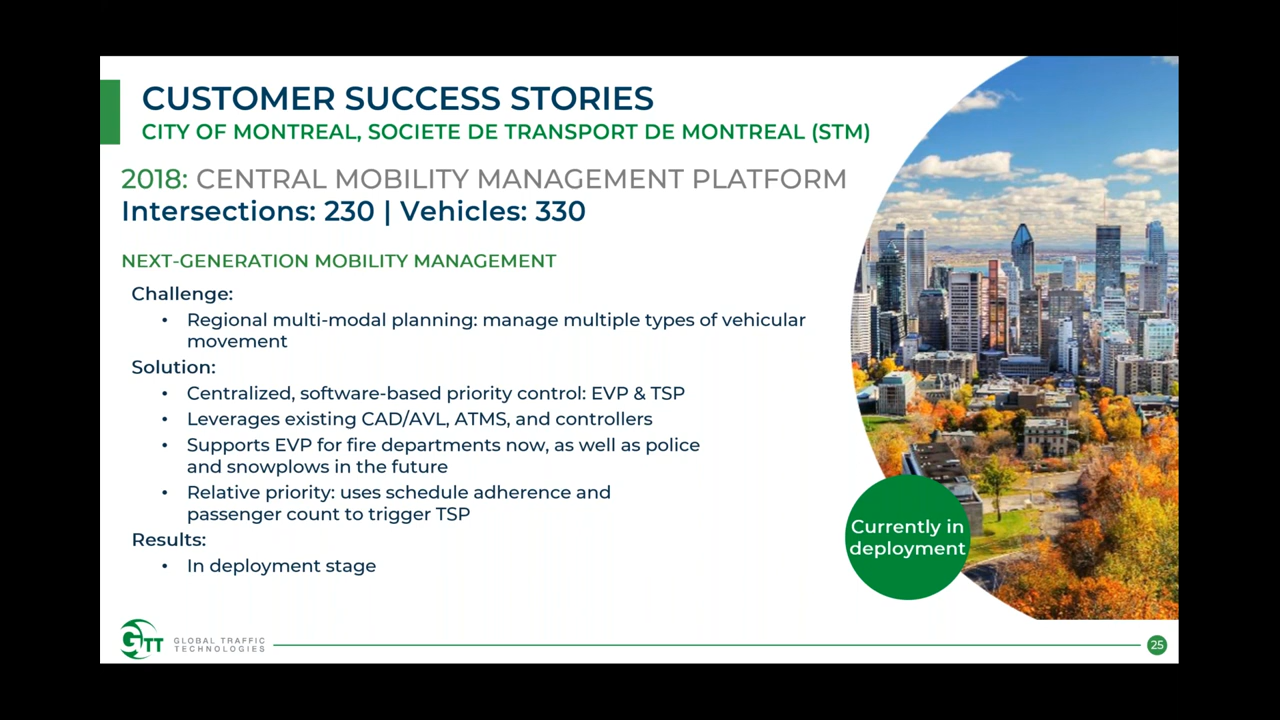 CUSTOMER SUCCESS STORIES
CITY OF MONTREAL, SOCIETE DE TRANSPORT DE MONTREAL (STM)
2018: CENTRAL MOBILITY MANAGEMENT PLATFORM
Intersections: 230 | Vehicles: 330
NEXT-GENERATION MOBILITY MANAGEMENT
Challenge:
• Regional multi-modal planning: manage multiple types of vehicular
movement
Solution:
• Centralized, software-based priority control: EVP & TSP
• Leverages existing CAD/AVL, ATMS, and controllers
• Supports EVP for fire departments now, as well as police
and snowplows in the future
• Relative priority: uses schedule adherence and
passenger count to trigger TSP
Results:
• In deployment stage
Currently in
deployment
GTT
GLOBAL TRAFFIC
TECHNOLOGIES
25